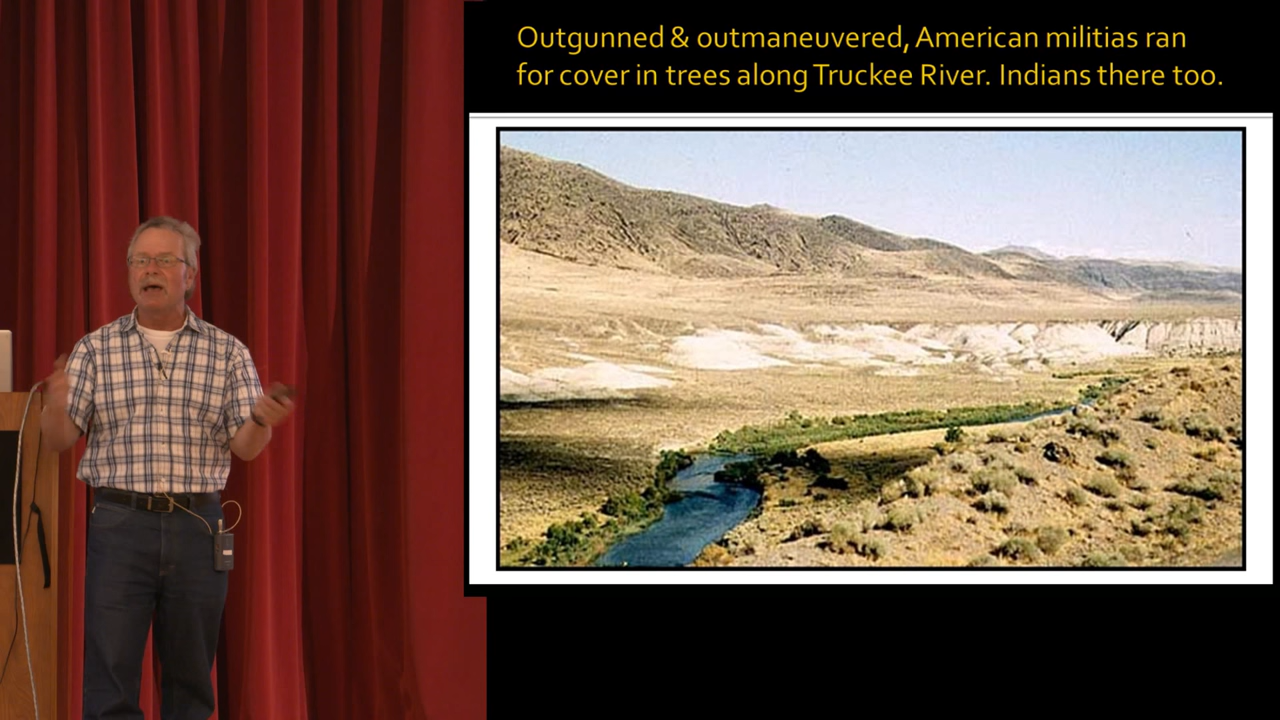 Outgunned & outmaneuvered, American militias ran
for cover in trees along Truckee River. Indians there too.